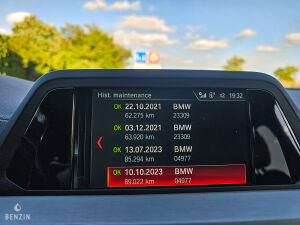 Hist. maintenance 19:32
OK 22.10.2021 BMW
62.275 km 23309
OK 03.12.2021 BMW
63.920 km 23309
OK 13.07.2023 BMW
85.294 km 04977
OK 10.10.2023 BMW
89.022 km 04977
BENZIN